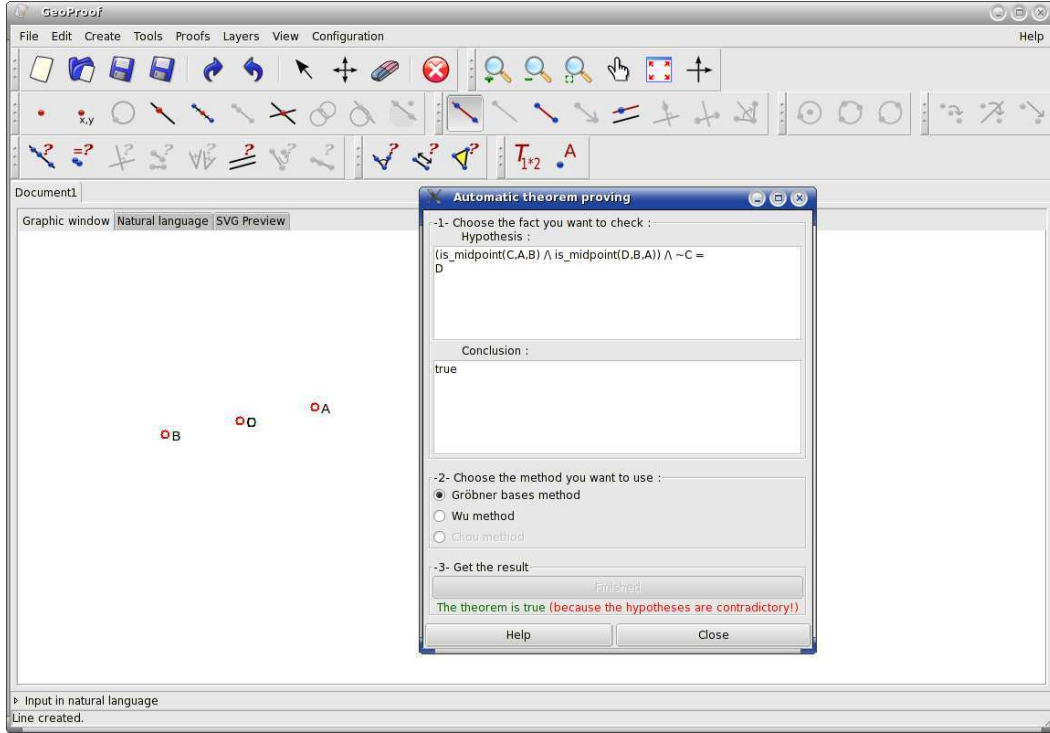 GeoProof
File Edit Create Tools Proofs Layers View Configuration Help
x,y
? =? ? ? ? ? ? ? ? ? ? T1*2 A
Document1
Graphic window Natural language SVG Preview
Automatic theorem proving
-1- Choose the fact you want to check :
Hypothesis :
(is_midpoint(C,A,B) /\ is_midpoint(D,B,A)) /\ ~C =
D
Conclusion :
true
A
D
B
-2- Choose the method you want to use :
Gröbner bases method
Wu method
Chou method
-3- Get the result
Finished
The theorem is true (because the hypotheses are contradictory!)
Help Close
Input in natural language
Line created.